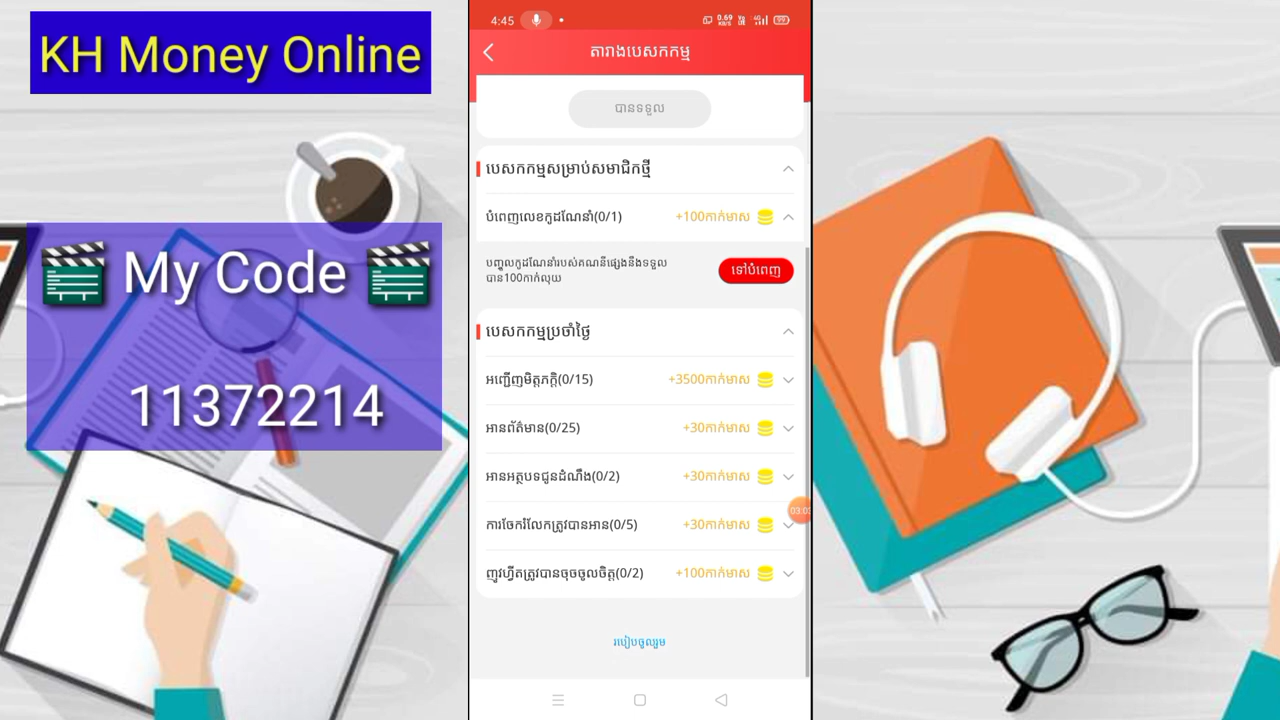 KH Money Online
My Code
11372214
4:45
0.69
KB/S
4G
99
តារាងបេសកកម្ម
បានទទួល
បេសកកម្មសម្រាប់សមាជិកថ្មី
បំពេញលេខកូដណែនាំ(0/1) +100កាក់មាស
បញ្ចូលកូដណែនាំរបស់គណនីផ្សេងនឹងទទួល
បាន100កាក់លុយ
ទៅបំពេញ
បេសកកម្មប្រចាំថ្ងៃ
អញ្ជើញមិត្តភក្តិ(0/15) +3500កាក់មាស
អានព័ត៌មាន(0/25) +30កាក់មាស
អានអត្ថបទជូនដំណឹង(0/2) +30កាក់មាស
ការចែករំលែកត្រូវបានអាន(0/5) +30កាក់មាស
ញូវហ្វីតត្រូវបានចុចចូលចិត្ត(0/2) +100កាក់មាស
របៀបចូលរួម